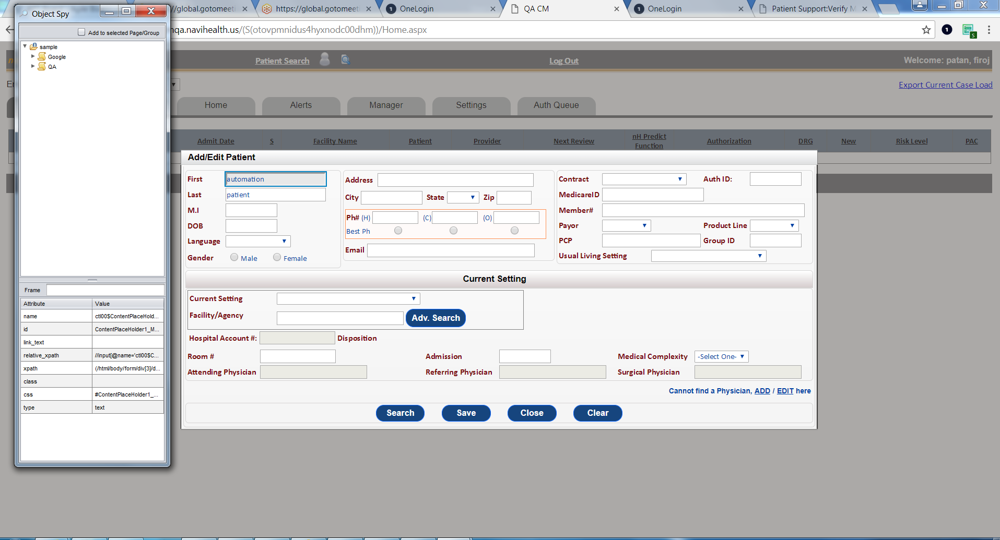 Object Spy
/global.gotomeeti
https://global.gotomeeti
OneLogin
QA CM
OneLogin
Patient Support:Verify M
nqa.navihealth.us/(S(otovpmnidus4hyxnodc00dhm))/Home.aspx
Add to selected Page/Group
sample
Google
QA
Patient Search
Log Out
Welcome: patan, firoj
Export Current Case Load
Home
Alerts
Manager
Settings
Auth Queue
Admit Date
S
Facility Name
Patient
Provider
Next Review
nH Predict
Function
Authorization
DRG
New
Risk Level
PAC
Add/Edit Patient
First
automation
Last
patient
M.I
DOB
Language
Gender
Male
Female
Address
City
State
Zip
Ph# (H)
(C)
(O)
Best Ph
Email
Contract
Auth ID:
MedicareID
Member#
Payor
Product Line
PCP
Group ID
Usual Living Setting
Current Setting
Current Setting
Facility/Agency
Adv. Search
Hospital Account #:
Disposition
Room #
Admission
Medical Complexity
-Select One-
Attending Physician
Referring Physician
Surgical Physician
Cannot find a Physician, ADD / EDIT here
Search
Save
Close
Clear
Frame
Attribute
Value
name
ctl00$ContentPlaceHold...
id
ContentPlaceHolder1_M...
link_text
relative_xpath
//input[@name='ctl00$C...
xpath
(/html/body/form/div[3]/d...
class
css
#ContentPlaceHolder1_...
type
text